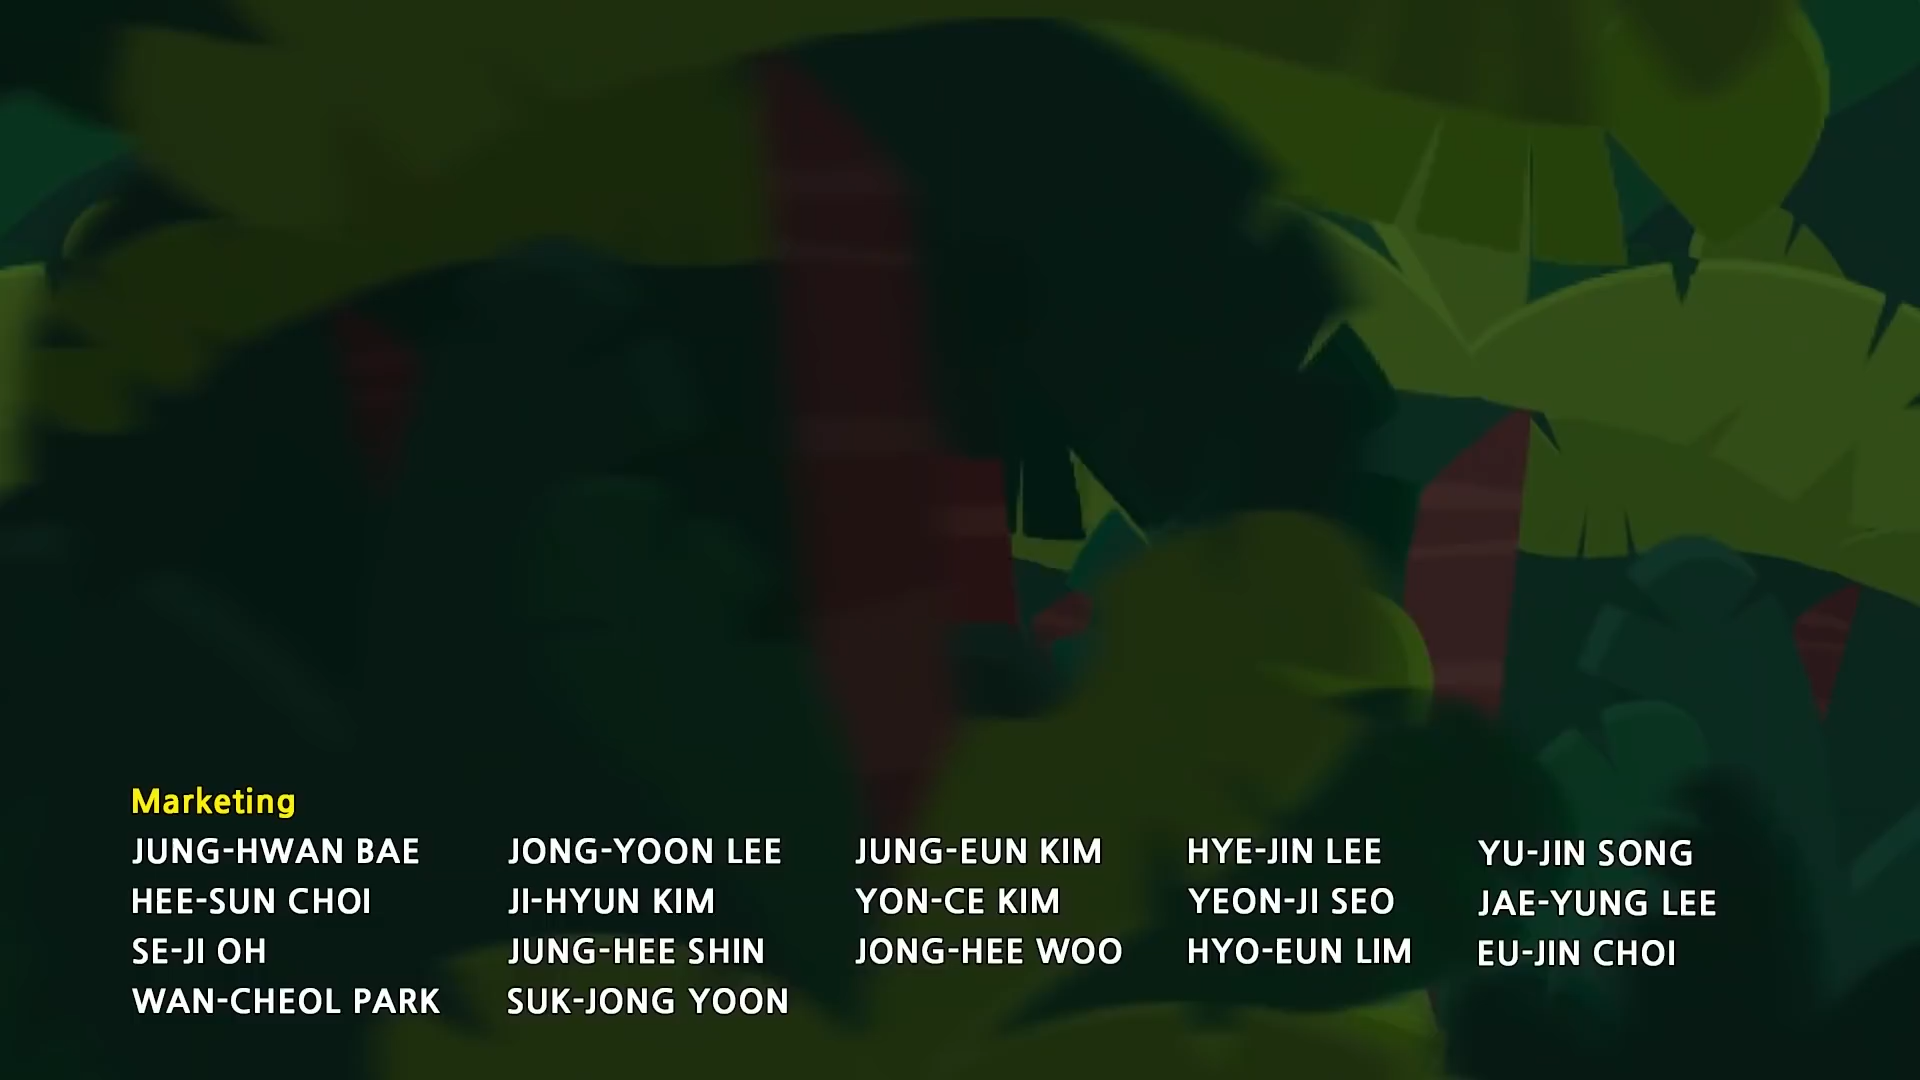 Marketing
JUNG-HWAN BAE JONG-YOON LEE JUNG-EUN KIM HYE-JIN LEE YU-JIN SONG
HEE-SUN CHOI JI-HYUN KIM YON-CE KIM YEON-JI SEO JAE-YUNG LEE
SE-JI OH JUNG-HEE SHIN JONG-HEE WOO HYO-EUN LIM EU-JIN CHOI
WAN-CHEOL PARK SUK-JONG YOON